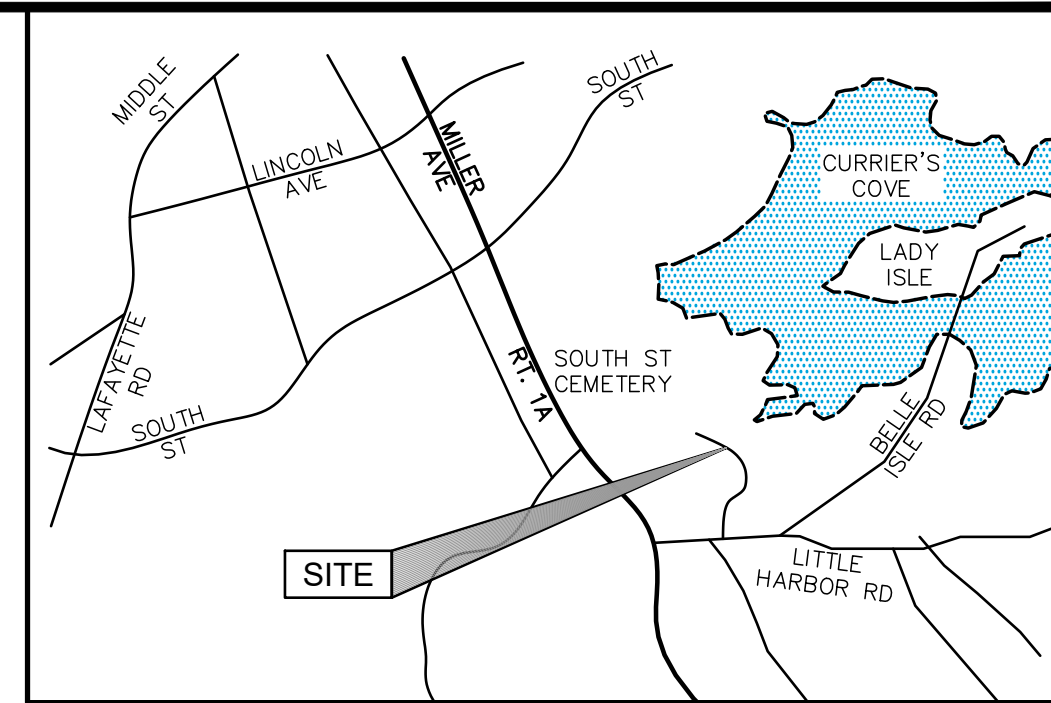 MIDDLE
ST
SOUTH
ST
LINCOLN
AVE
MILLER
AVE
CURRIER'S
COVE
LADY
ISLE
LAFAYETTE
RD
RT. 1A
SOUTH ST
CEMETERY
SOUTH
ST
BELLE
ISLE RD
SITE
LITTLE
HARBOR RD